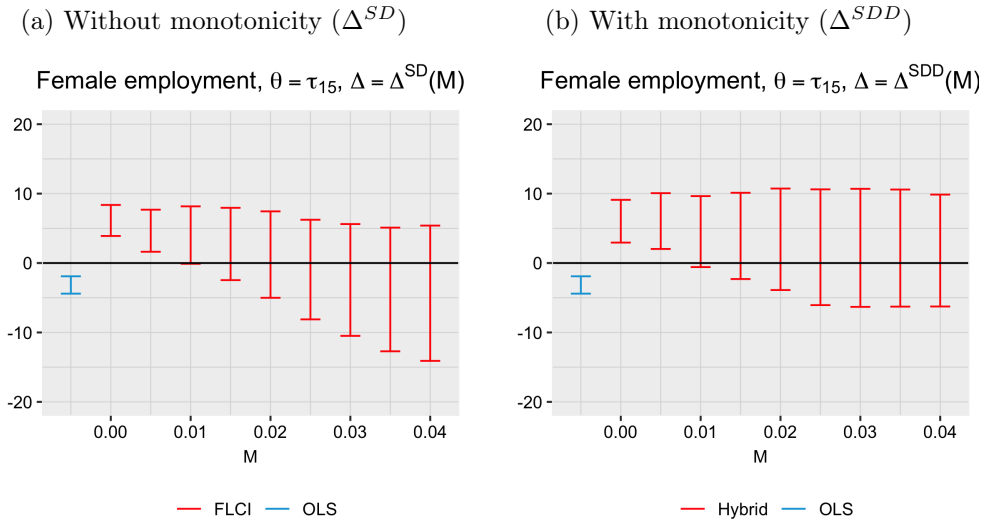 (a) Without monotonicity (Δ^{SD})
Female employment, θ = τ₁₅, Δ = Δ^{SD}(M)
20
10
0
-10
-20
0.00 0.01 0.02 0.03 0.04
M
FLCI OLS
(b) With monotonicity (Δ^{SDD})
Female employment, θ = τ₁₅, Δ = Δ^{SDD}(M)
20
10
0
-10
-20
0.00 0.01 0.02 0.03 0.04
M
Hybrid OLS